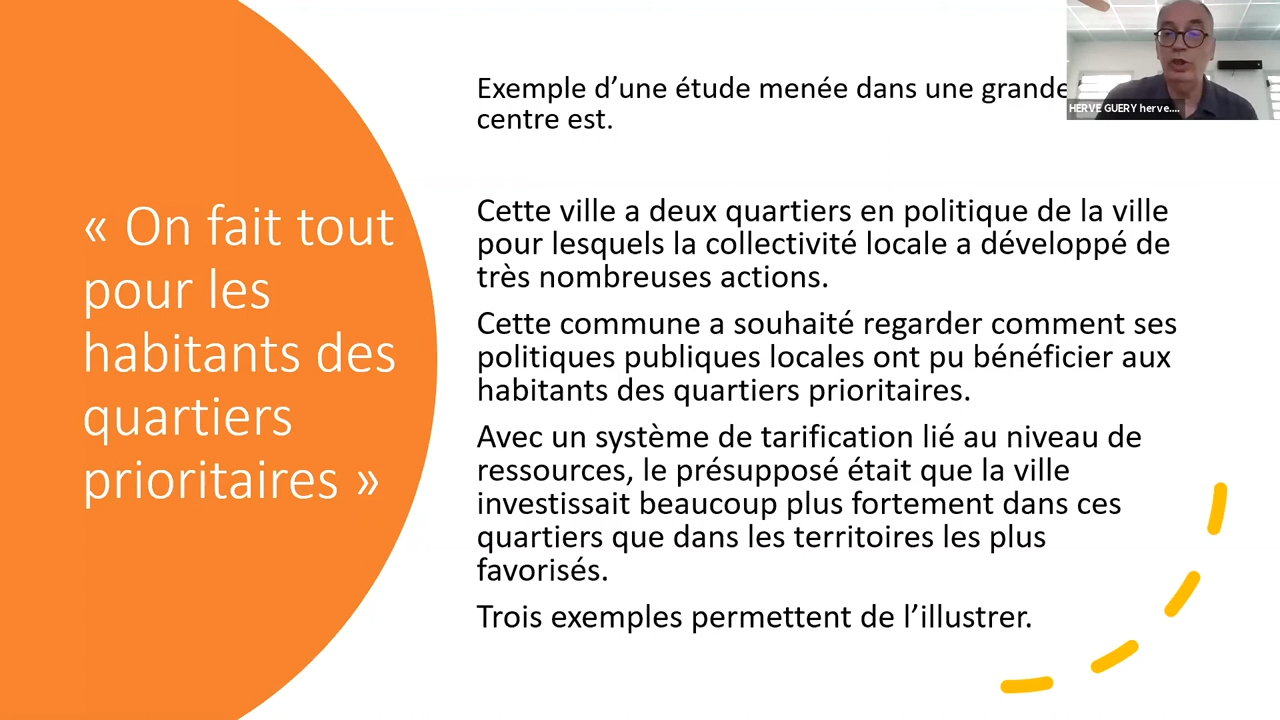 « On fait tout
pour les
habitants des
quartiers
prioritaires »
Exemple d’une étude menée dans une grande
centre est.
Cette ville a deux quartiers en politique de la ville
pour lesquels la collectivité locale a développé de
très nombreuses actions.
Cette commune a souhaité regarder comment ses
politiques publiques locales ont pu bénéficier aux
habitants des quartiers prioritaires.
Avec un système de tarification lié au niveau de
ressources, le présupposé était que la ville
investissait beaucoup plus fortement dans ces
quartiers que dans les territoires les plus
favorisés.
Trois exemples permettent de l’illustrer.
HERVE GUERY herve....